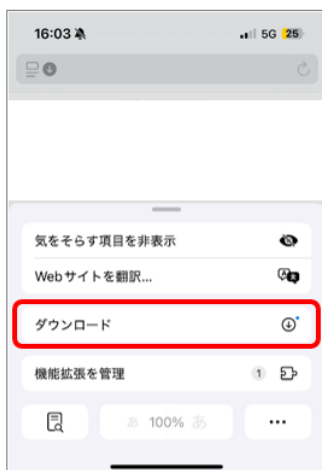 16:03
5G 25
気をそらす項目を非表示
Webサイトを翻訳...
ダウンロード
機能拡張を管理 1
あ 100% あ